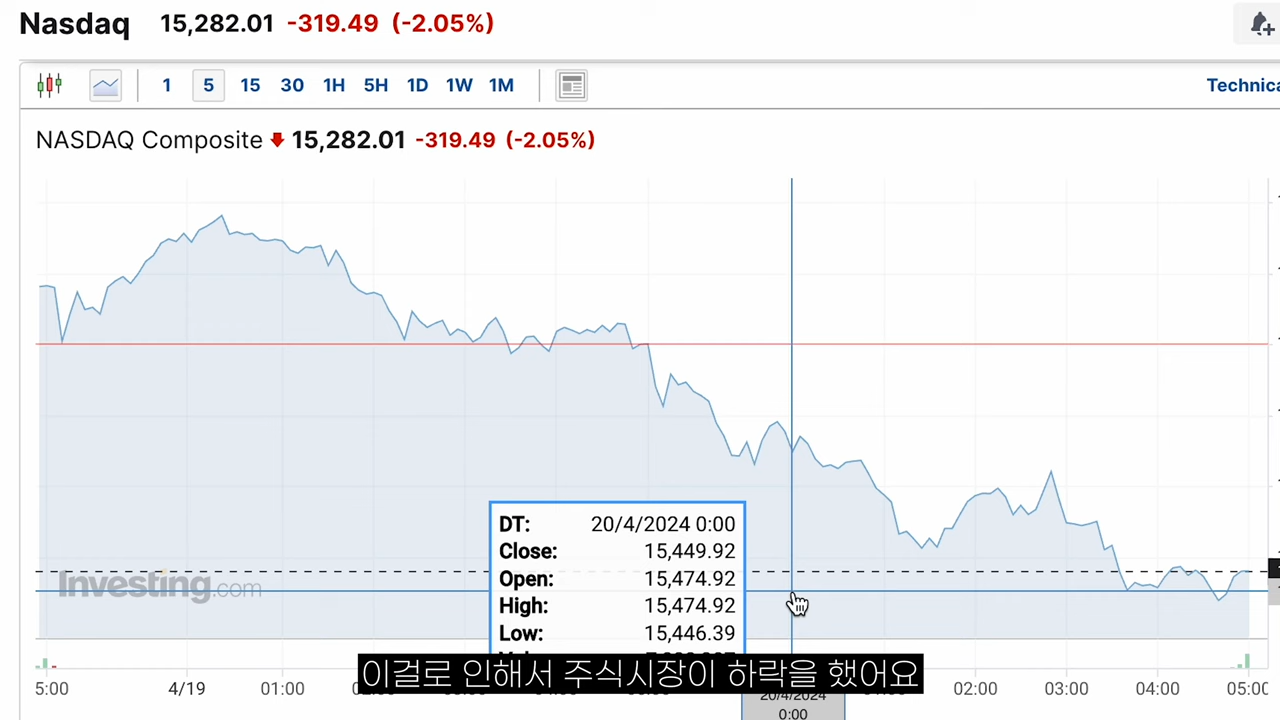 Nasdaq 15,282.01 -319.49 (-2.05%)
1 5 15 30 1H 5H 1D 1W 1M
NASDAQ Composite 15,282.01 -319.49 (-2.05%)
DT: 20/4/2024 0:00
Close: 15,449.92
Open: 15,474.92
High: 15,474.92
Low: 15,446.39
Investing.com
이걸로 인해서 주식시장이 하락을 했어요
5:00 4/19 01:00 02:00 03:00 04:00 05:00
20/4/2024
0:00